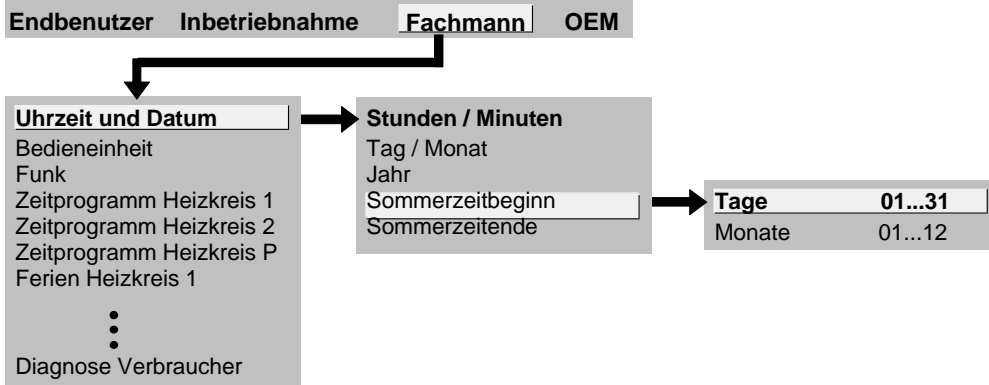 Endbenutzer Inbetriebnahme Fachmann OEM
Uhrzeit und Datum
Bedieneinheit
Funk
Zeitprogramm Heizkreis 1
Zeitprogramm Heizkreis 2
Zeitprogramm Heizkreis P
Ferien Heizkreis 1
Diagnose Verbraucher
Stunden / Minuten
Tag / Monat
Jahr
Sommerzeitbeginn
Sommerzeitende
Tage 01...31
Monate 01...12